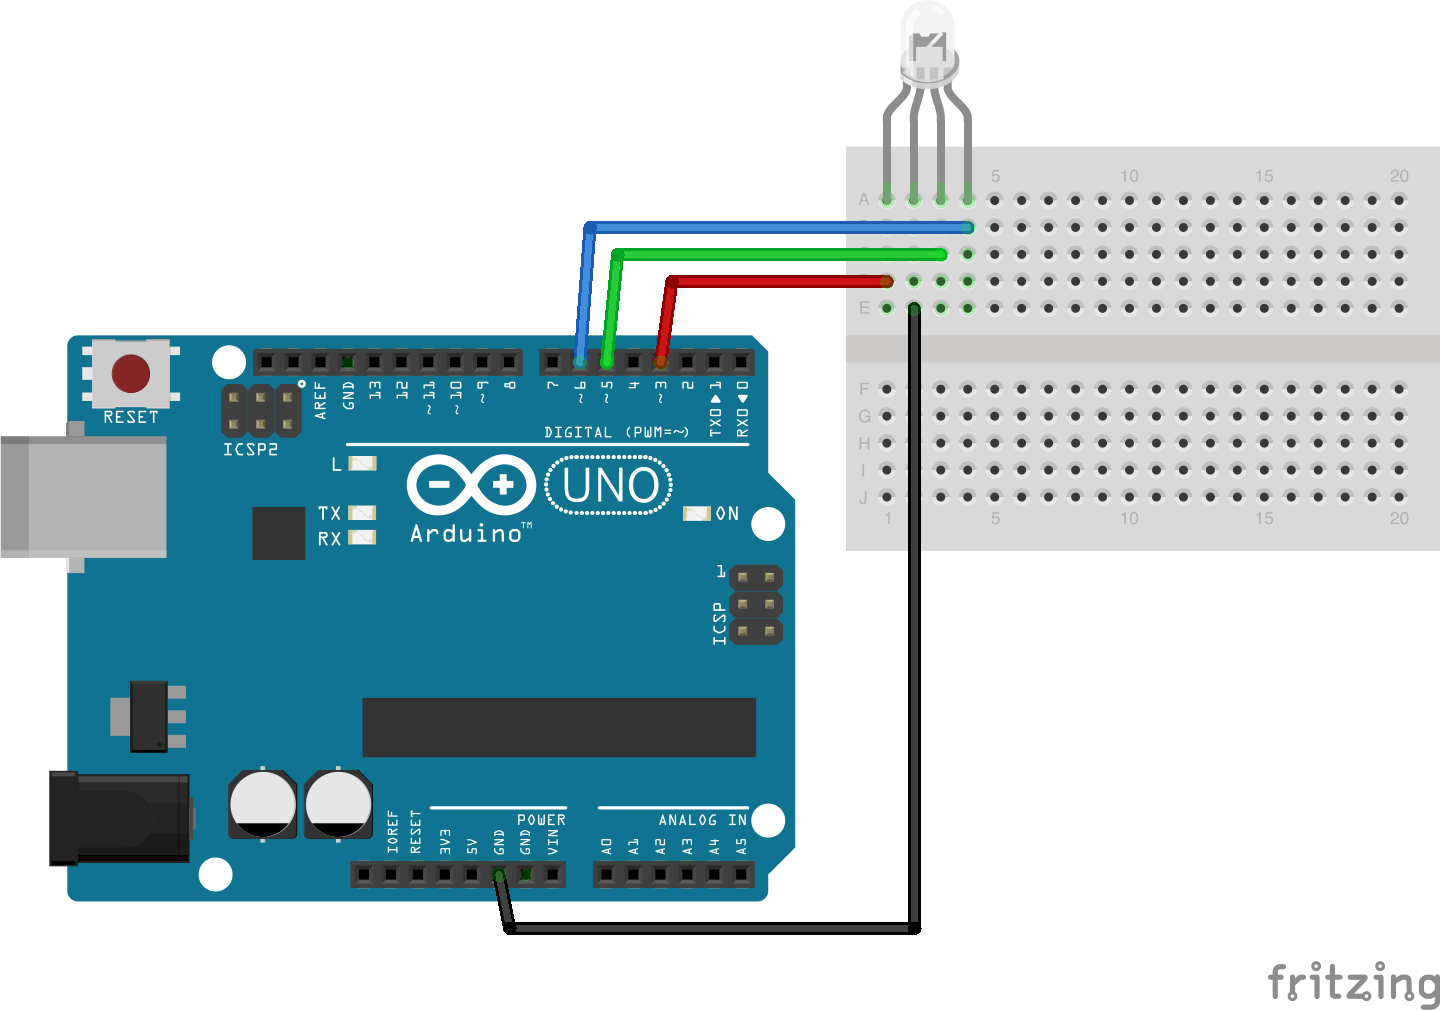 5 10 15 20
A
E
F
G
H
I
J
1 5 10 15 20
RESET
ICSP2
AREF
GND
13
12
~11
~10
~9
8
7
~6
~5
4
~3
2
TX0▶1
RX0◀0
DIGITAL (PWM=~)
L
TX
RX
UNO
Arduino™
ON
1
ICSP
POWER
ANALOG IN
IOREF
RESET
3V3
5V
GND
GND
VIN
A0
A1
A2
A3
A4
A5
fritzing